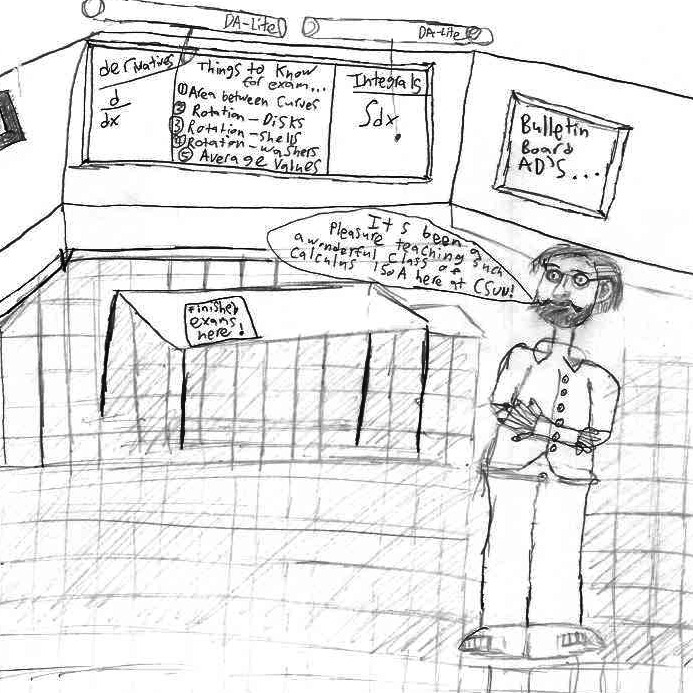 DA-Lite
DA-Lite
derivatives
d
dx
Things to Know
for exam...
① Area between Curves
② Rotation - Disks
③ Rotation - shells
④ Rotation - washers
⑤ Average Values
Integrals
∫dx
Bulletin
Board
AD'S...
It's been a
Pleasure teaching such
a wonderful class of
Calculus 150A here at CSUN!
finished
exams
here!